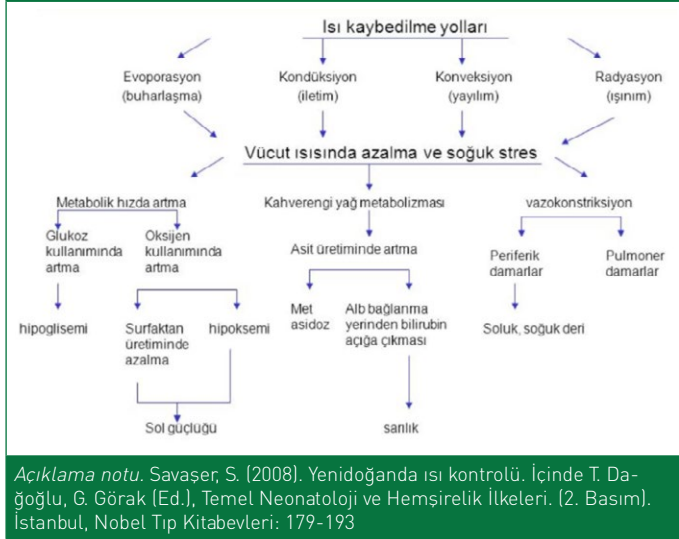 Isı kaybedilme yolları
Evoporasyon
(buharlaşma)
Kondüksiyon
(iletim)
Konveksiyon
(yayılım)
Radyasyon
(ışınım)
Vücut ısısında azalma ve soğuk stres
Metabolik hızda artma
Kahverengi yağ metabolizması
vazokonstriksiyon
Glukoz
kullanımında
artma
Oksijen
kullanımında
artma
Asit üretiminde artma
Periferik
damarlar
Pulmoner
damarlar
hipoglisemi
Surfaktan
üretiminde
azalma
hipoksemi
Met
asidoz
Alb bağlanma
yerinden bilirubin
açığa çıkması
Soluk, soğuk deri
Sol güçlüğü
sarılık
Açıklama notu. Savaşer, S. (2008). Yenidoğanda ısı kontrolü. İçinde T. Da-
ğoğlu, G. Görak (Ed.), Temel Neonatoloji ve Hemşirelik İlkeleri. (2. Basım).
İstanbul, Nobel Tıp Kitabevleri: 179-193